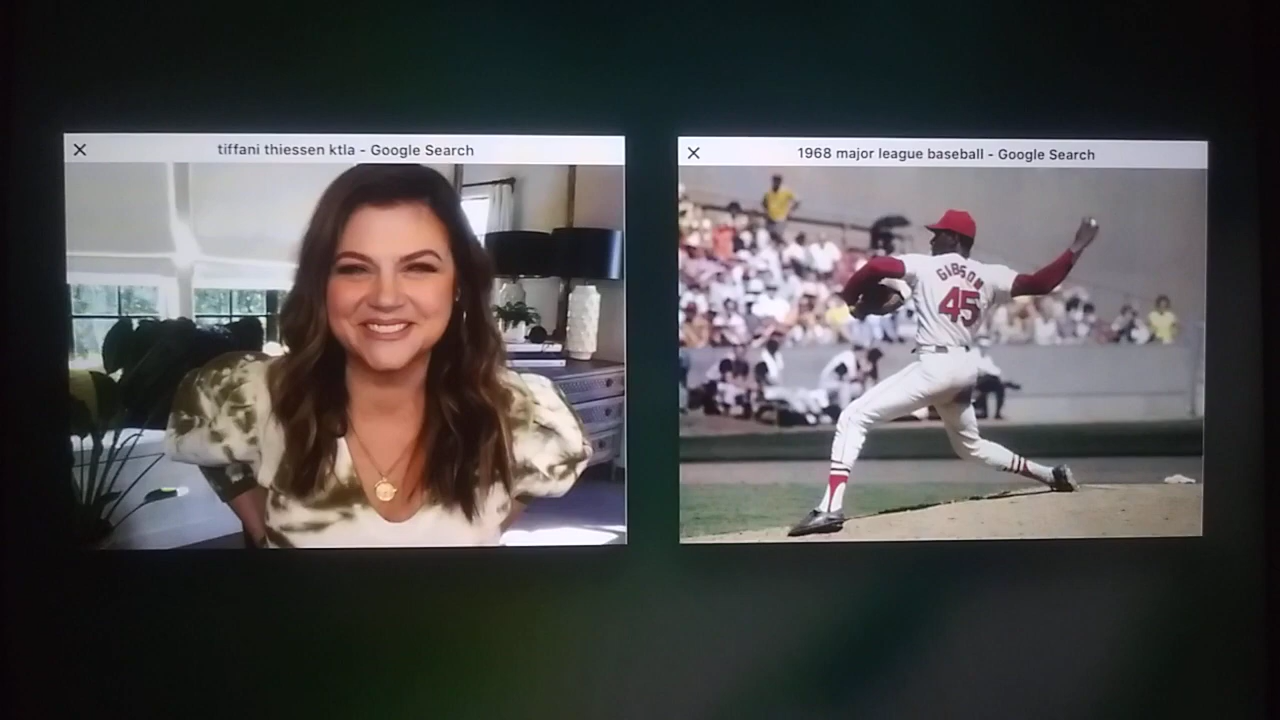 tiffani thiessen ktla - Google Search
1968 major league baseball - Google Search
GIBSON
45